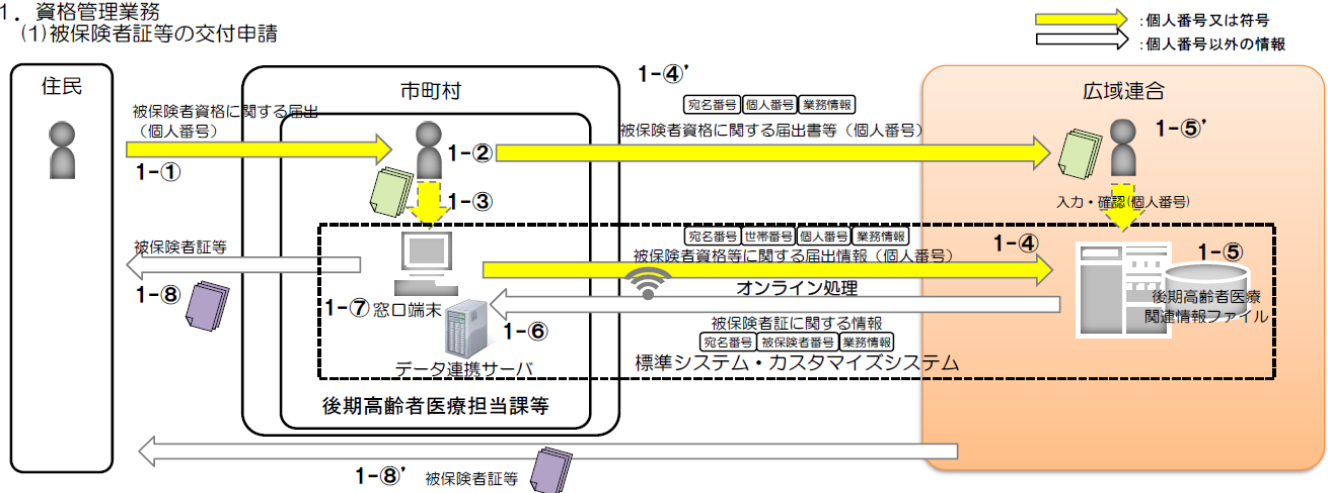 1．資格管理業務
(1)被保険者証等の交付申請
:個人番号又は符号
:個人番号以外の情報
住民
市町村
広域連合
1-④'
宛名番号 個人番号 業務情報
被保険者資格に関する届出
（個人番号）
被保険者資格に関する届出書等（個人番号）
1-①
1-②
1-⑤'
1-③
入力・確認(個人番号)
宛名番号 世帯番号 個人番号 業務情報
被保険者資格等に関する届出情報（個人番号）
1-④
1-⑤
被保険者証等
1-⑧
オンライン処理
後期高齢者医療
関連情報ファイル
1-⑦ 窓口端末
1-⑥
被保険者証に関する情報
宛名番号 被保険者番号 業務情報
データ連携サーバ
標準システム・カスタマイズシステム
後期高齢者医療担当課等
1-⑧' 被保険者証等